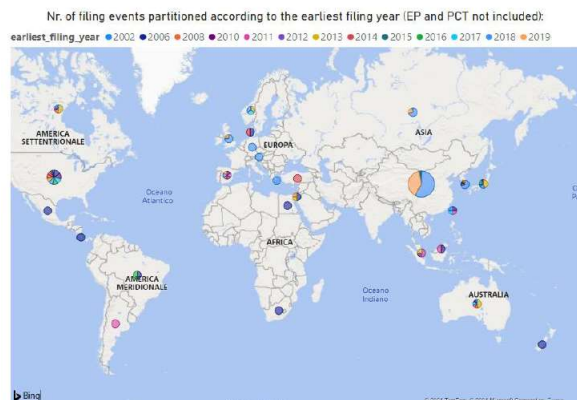 Nr. of filing events partitioned according to the earliest filing year (EP and PCT not included):
earliest_filing_year 2002 2006 2008 2010 2011 2012 2013 2014 2015 2016 2017 2018 2019
AMERICA
SETTENTRIONALE
EUROPA
ASIA
Oceano
Atlantico
AFRICA
AMERICA
MERIDIONALE
Oceano
Indiano
AUSTRALIA
Bing